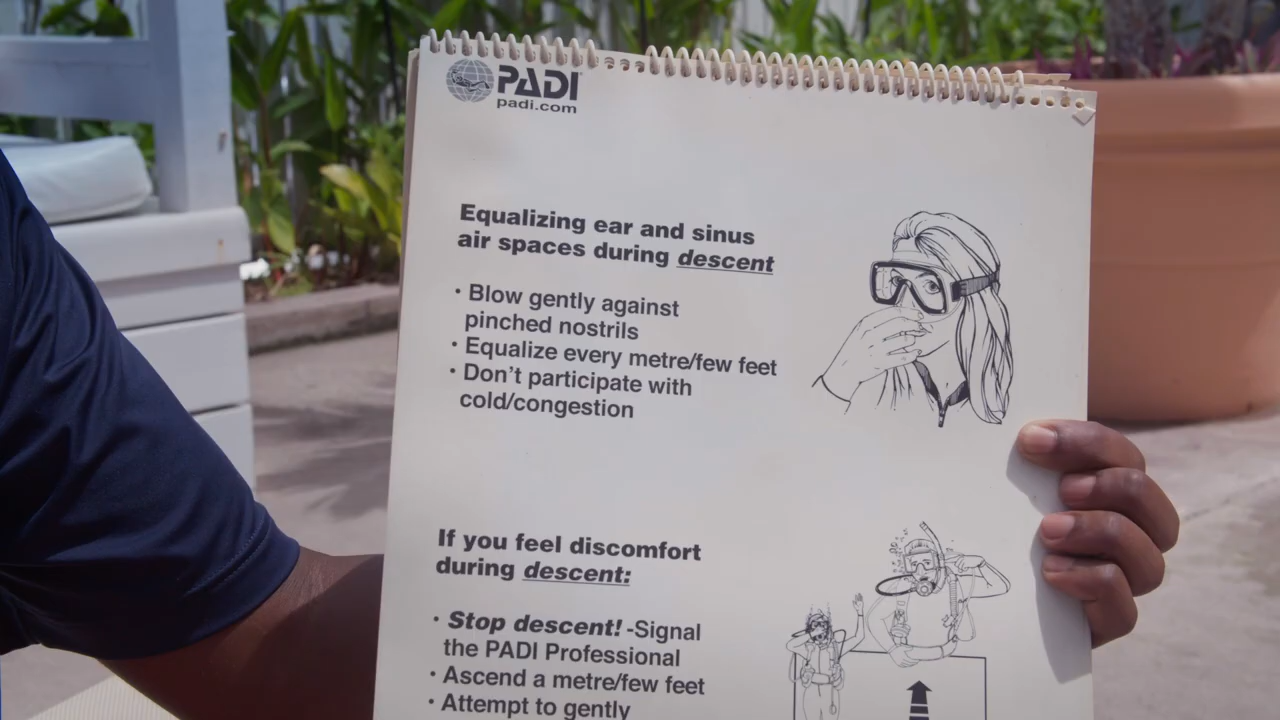 PADI
padi.com
Equalizing ear and sinus
air spaces during descent
• Blow gently against
pinched nostrils
• Equalize every metre/few feet
• Don't participate with
cold/congestion
If you feel discomfort
during descent:
• Stop descent! -Signal
the PADI Professional
• Ascend a metre/few feet
• Attempt to gently